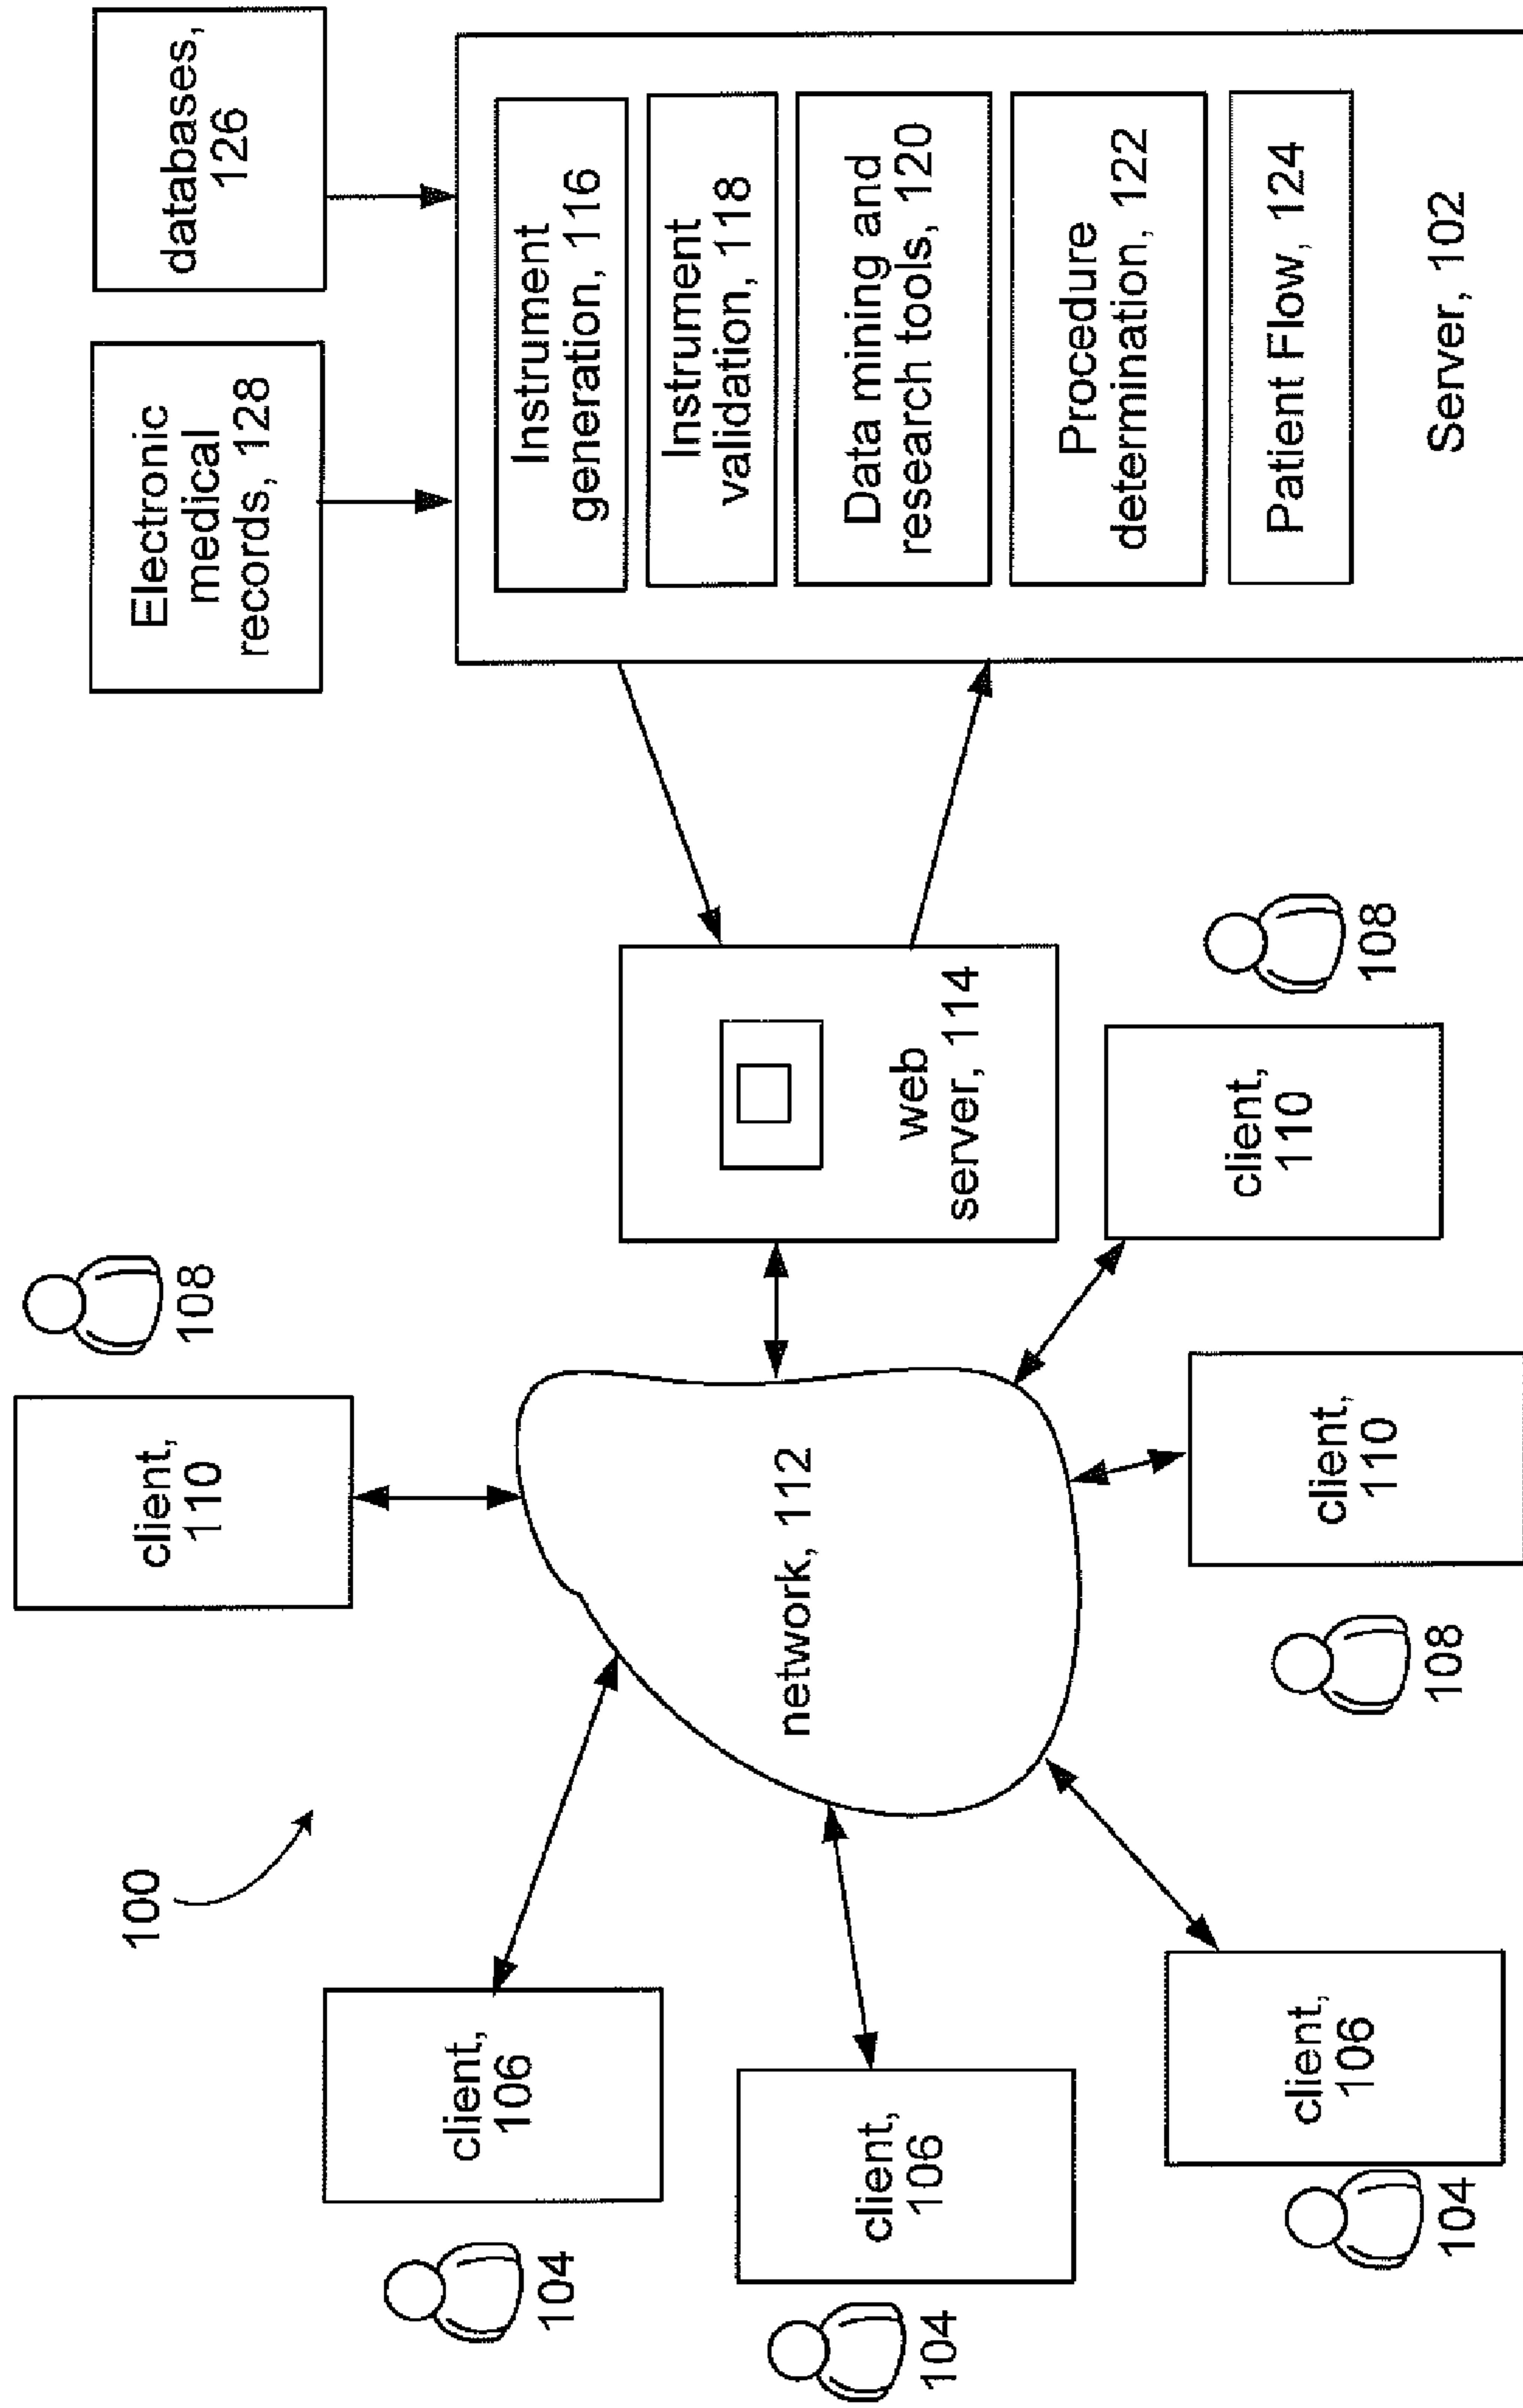 100
client,
106
104
client,
106
104
client,
106
104
client,
110
108
network, 112
client,
110
108
client,
110
108
web
server, 114
Electronic
medical
records, 128
databases,
126
Instrument
generation, 116
Instrument
validation, 118
Data mining and
research tools, 120
Procedure
determination, 122
Patient Flow, 124
Server, 102